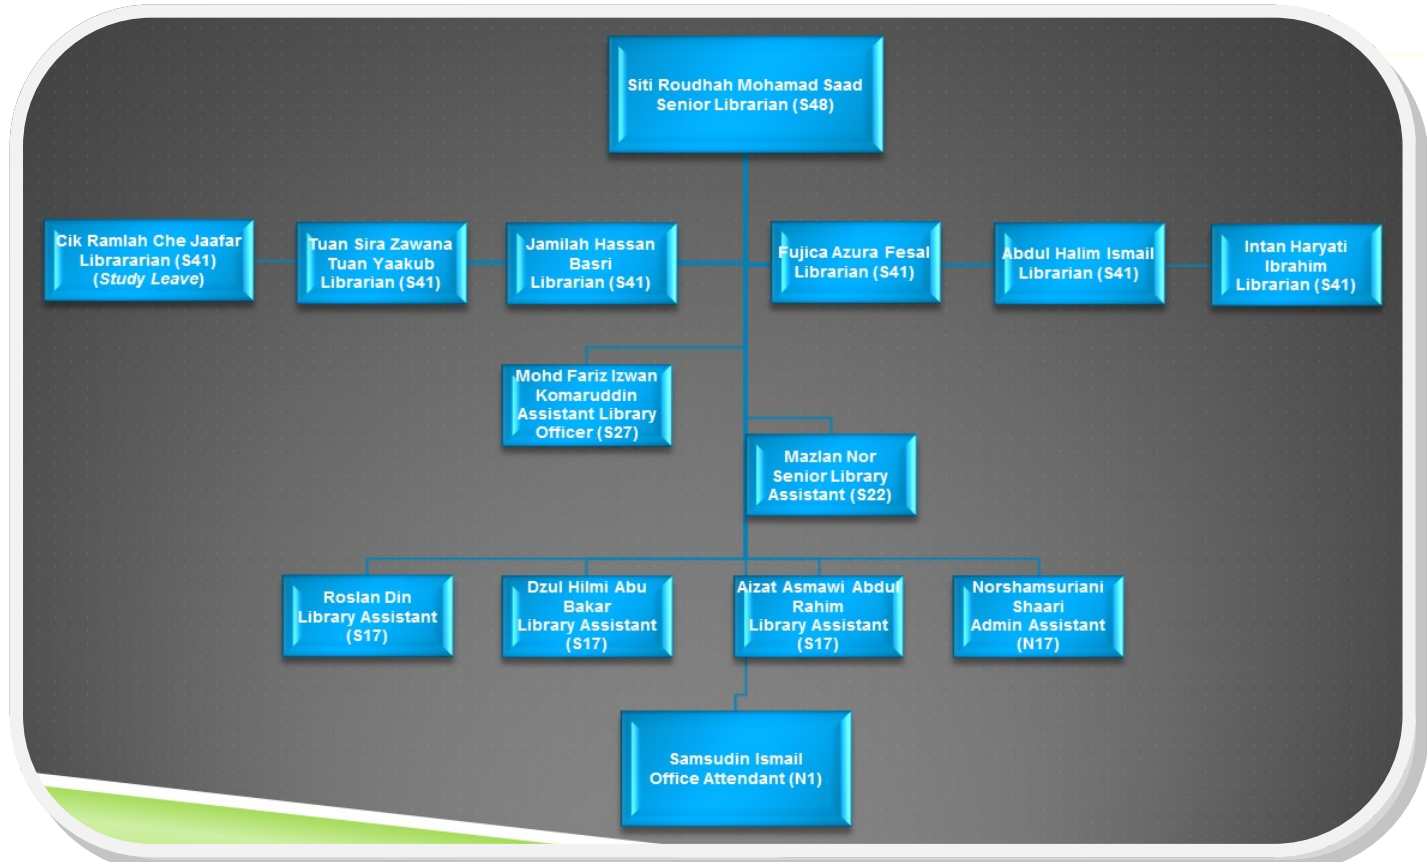 Siti Roudhah Mohamad Saad
Senior Librarian (S48)
Cik Ramlah Che Jaafar
Librararian (S41)
(Study Leave)
Tuan Sira Zawana
Tuan Yaakub
Librarian (S41)
Jamilah Hassan
Basri
Librarian (S41)
Fujica Azura Fesal
Librarian (S41)
Abdul Halim Ismail
Librarian (S41)
Intan Haryati
Ibrahim
Librarian (S41)
Mohd Fariz Izwan
Komaruddin
Assistant Library
Officer (S27)
Mazlan Nor
Senior Library
Assistant (S22)
Roslan Din
Library Assistant
(S17)
Dzul Hilmi Abu
Bakar
Library Assistant
(S17)
Aizat Asmawi Abdul
Rahim
Library Assistant
(S17)
Norshamsuriani
Shaari
Admin Assistant
(N17)
Samsudin Ismail
Office Attendant (N1)